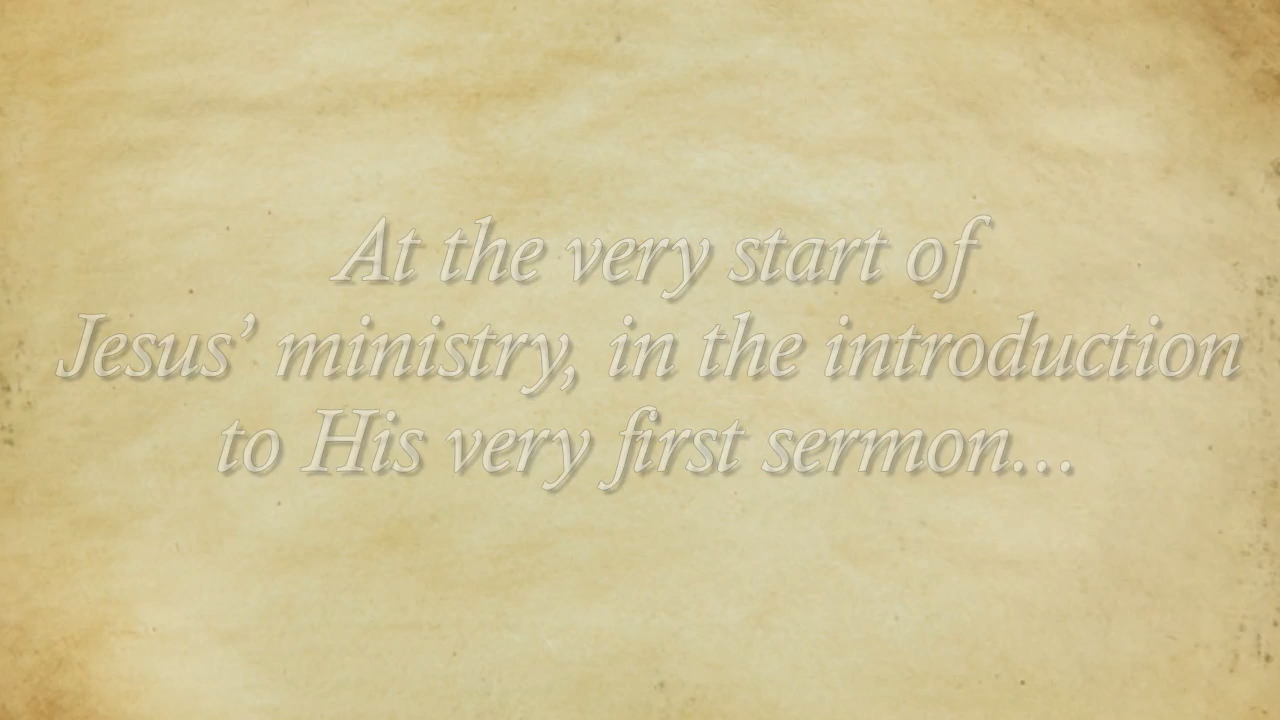 At the very start of
Jesus’ ministry, in the introduction
to His very first sermon...